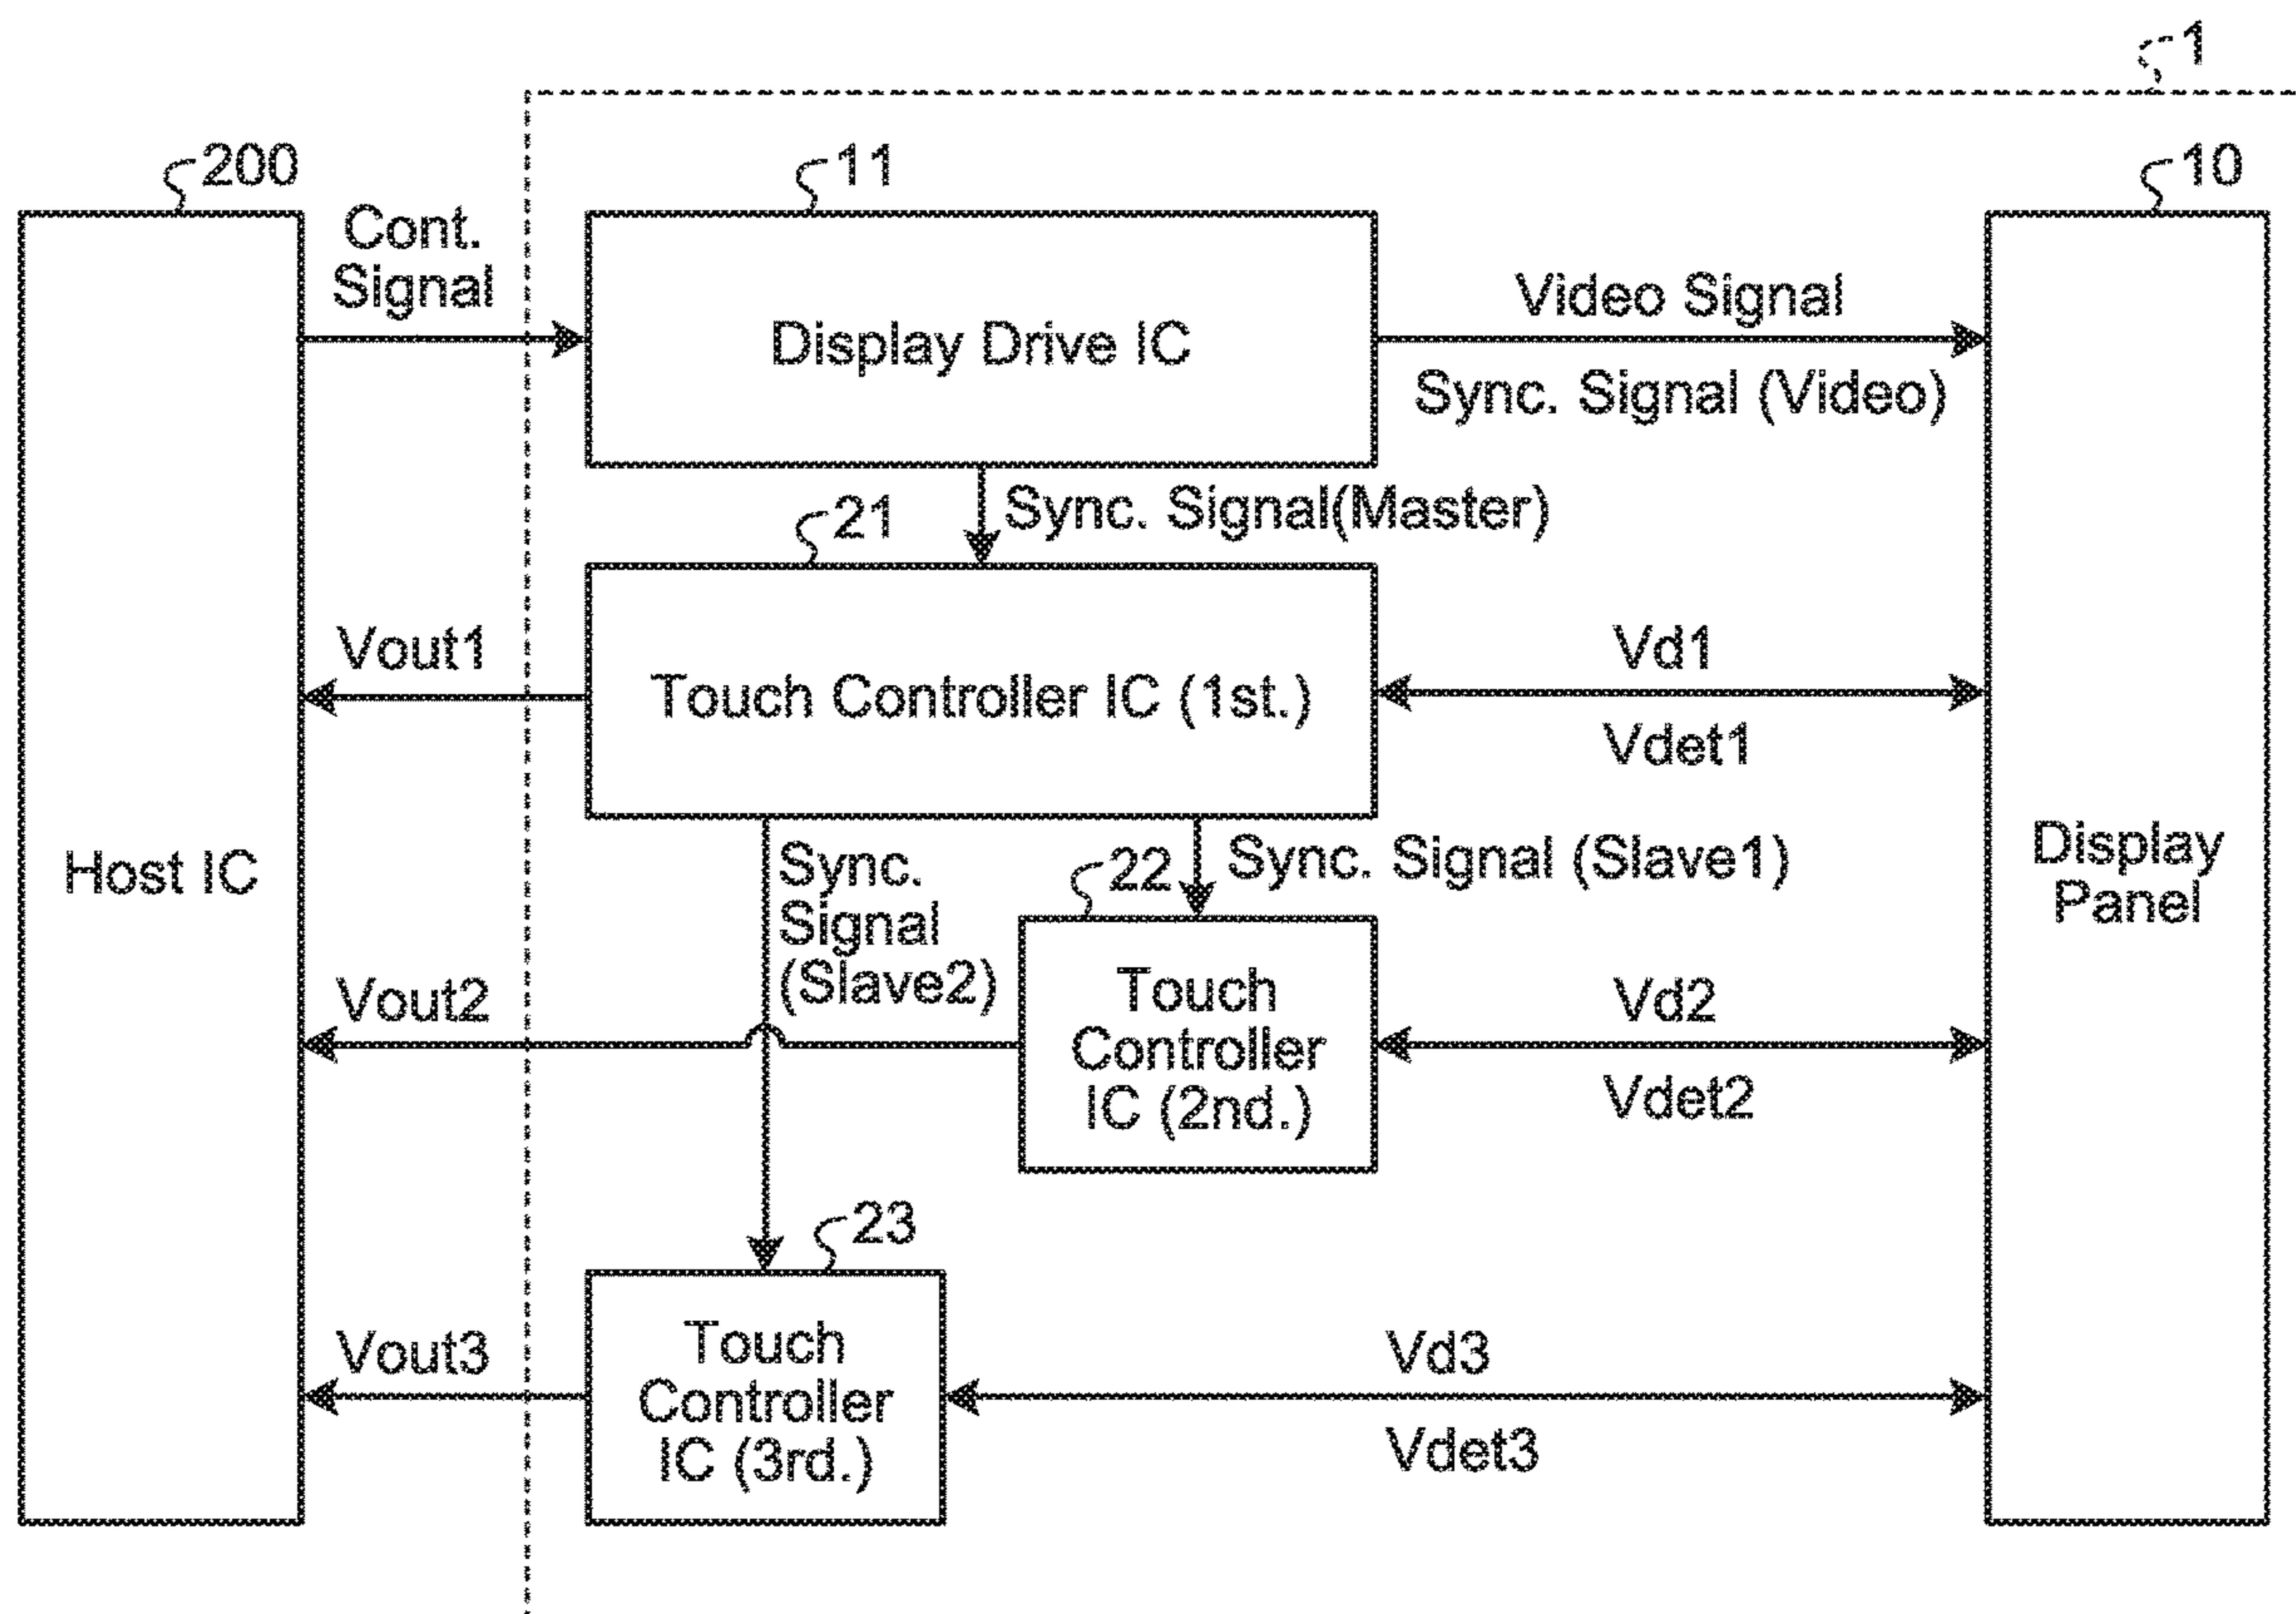 1
200
11
10
Cont.
Signal
Video Signal
Display Drive IC
Sync. Signal (Video)
21
Sync. Signal(Master)
Vout1
Vd1
Touch Controller IC (1st.)
Vdet1
Host IC
Sync.
Signal
(Slave2)
22
Sync. Signal (Slave1)
Display
Panel
Vout2
Touch
Controller
IC (2nd.)
Vd2
Vdet2
23
Vout3
Touch
Controller
IC (3rd.)
Vd3
Vdet3